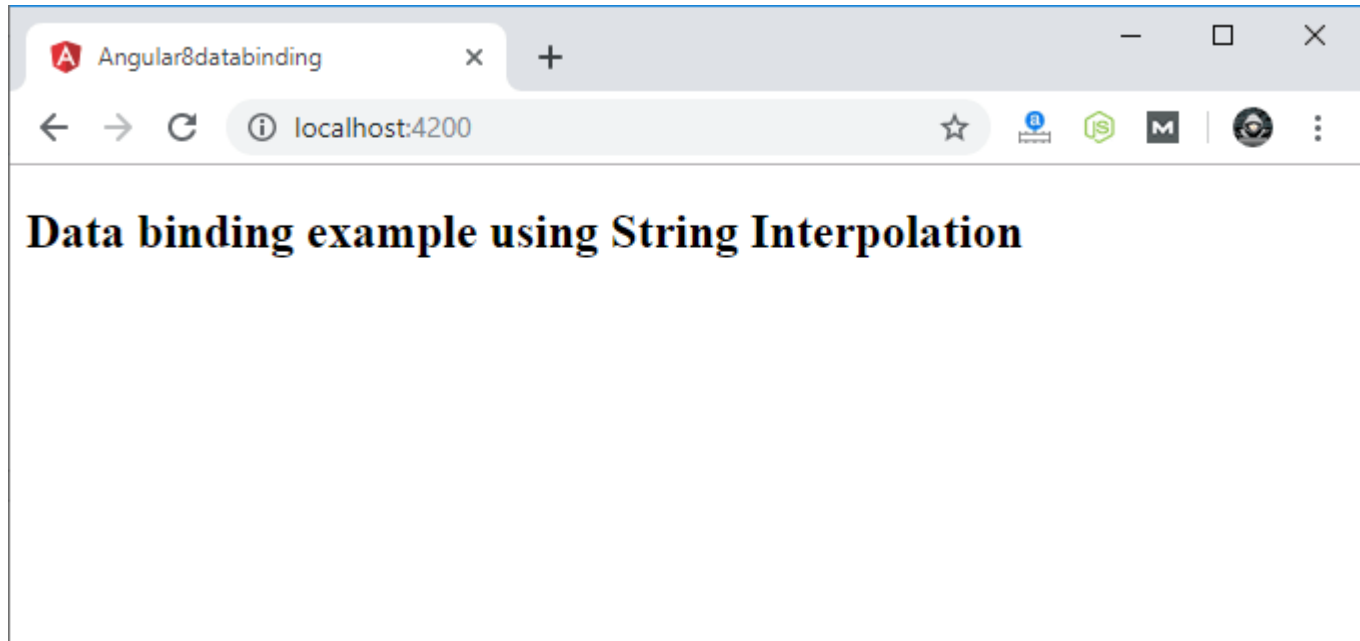 Angular8databinding
localhost:4200
Data binding example using String Interpolation